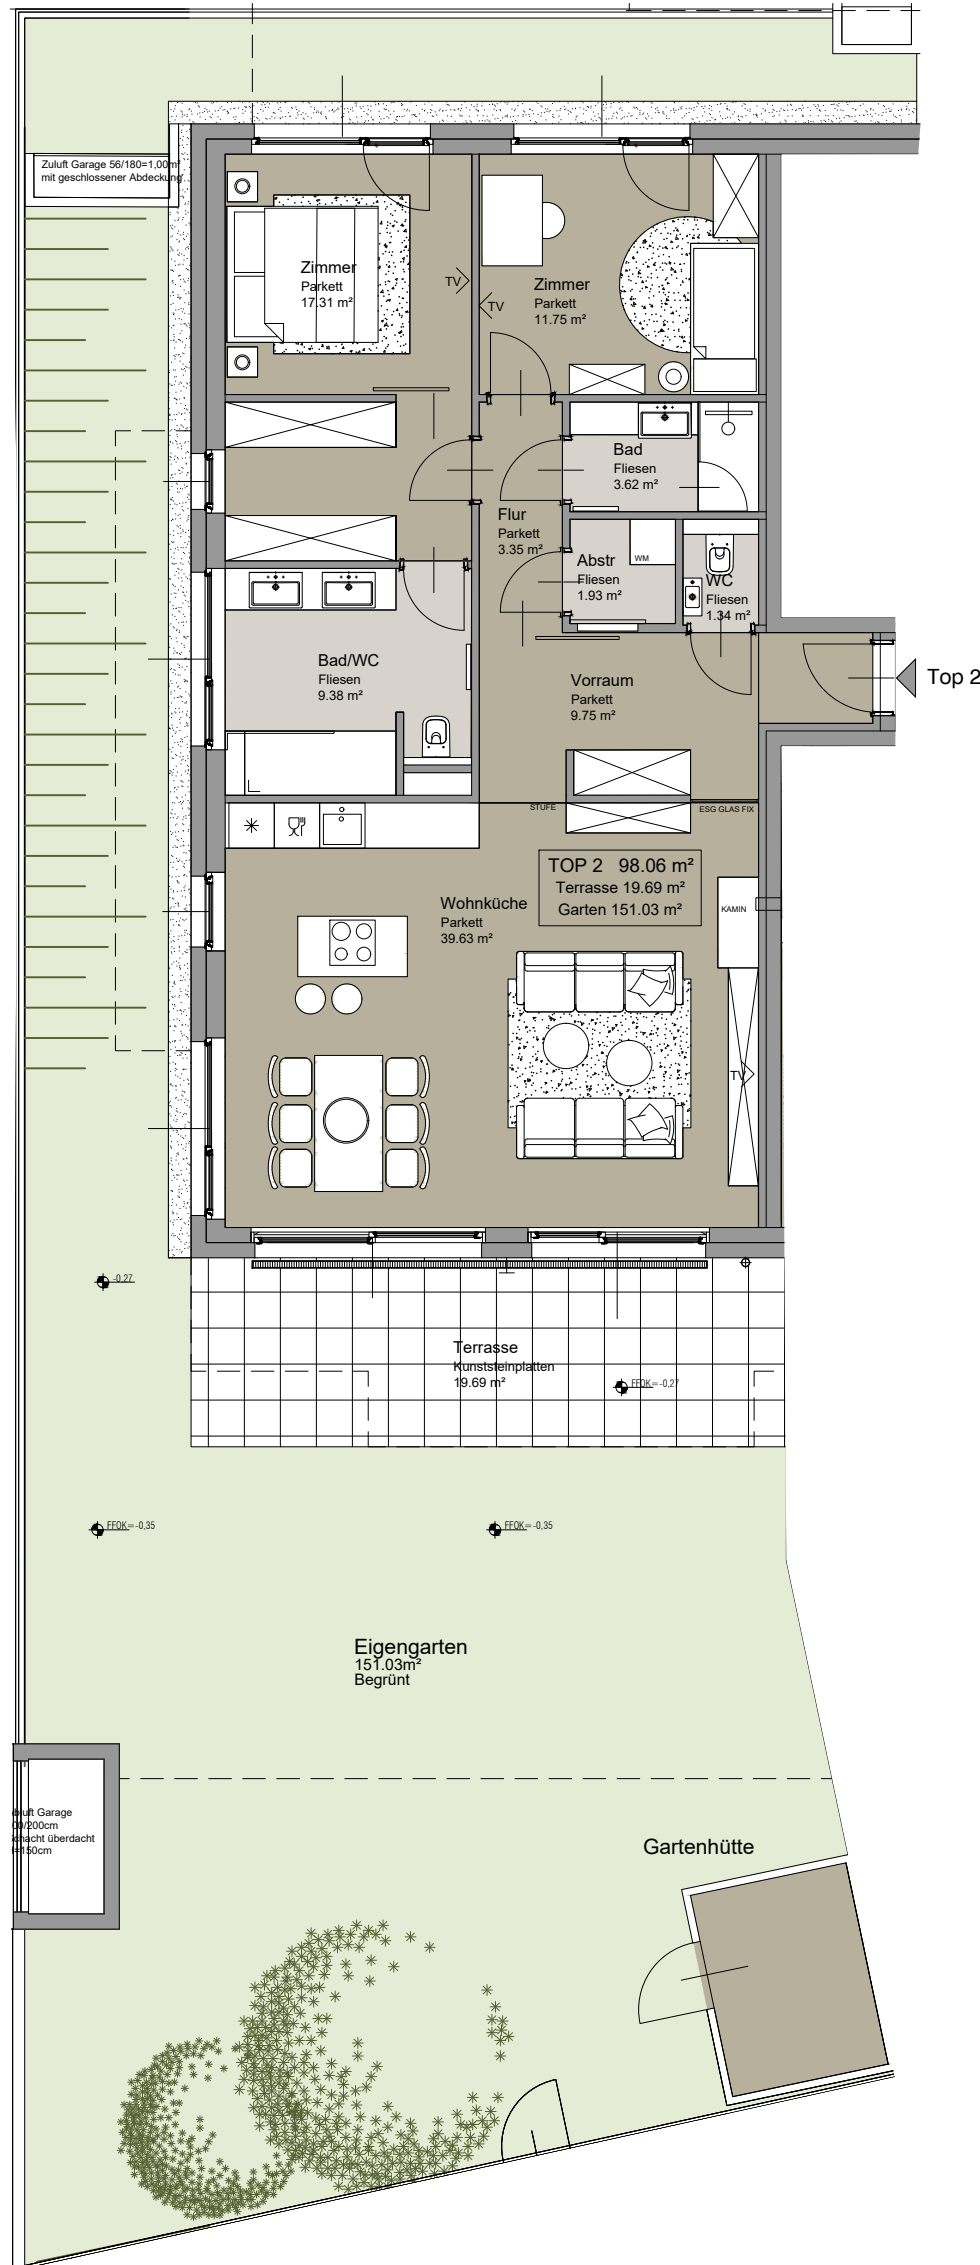 Zuluft Garage 56/180=1,00m²
mit geschlossener Abdeckung
Zimmer
Parkett
17.31 m²
TV
TV
Zimmer
Parkett
11.75 m²
Bad
Fliesen
3.62 m²
Flur
Parkett
3.35 m²
Abstr
Fliesen
1.93 m²
WM
WC
Fliesen
1.34 m²
Bad/WC
Fliesen
9.38 m²
Vorraum
Parkett
9.75 m²
Top 2
STUFE
ESG GLAS FIX
TOP 2 98.06 m²
Terrasse 19.69 m²
Garten 151.03 m²
Wohnküche
Parkett
39.63 m²
KAMIN
TV
-0,27
Terrasse
Kunststeinplatten
19.69 m²
FFOK=-0,27
FFOK=-0,35
FFOK=-0,35
Eigengarten
151.03m²
Begrünt
Garage
/200cm
überdacht
=150cm
Gartenhütte